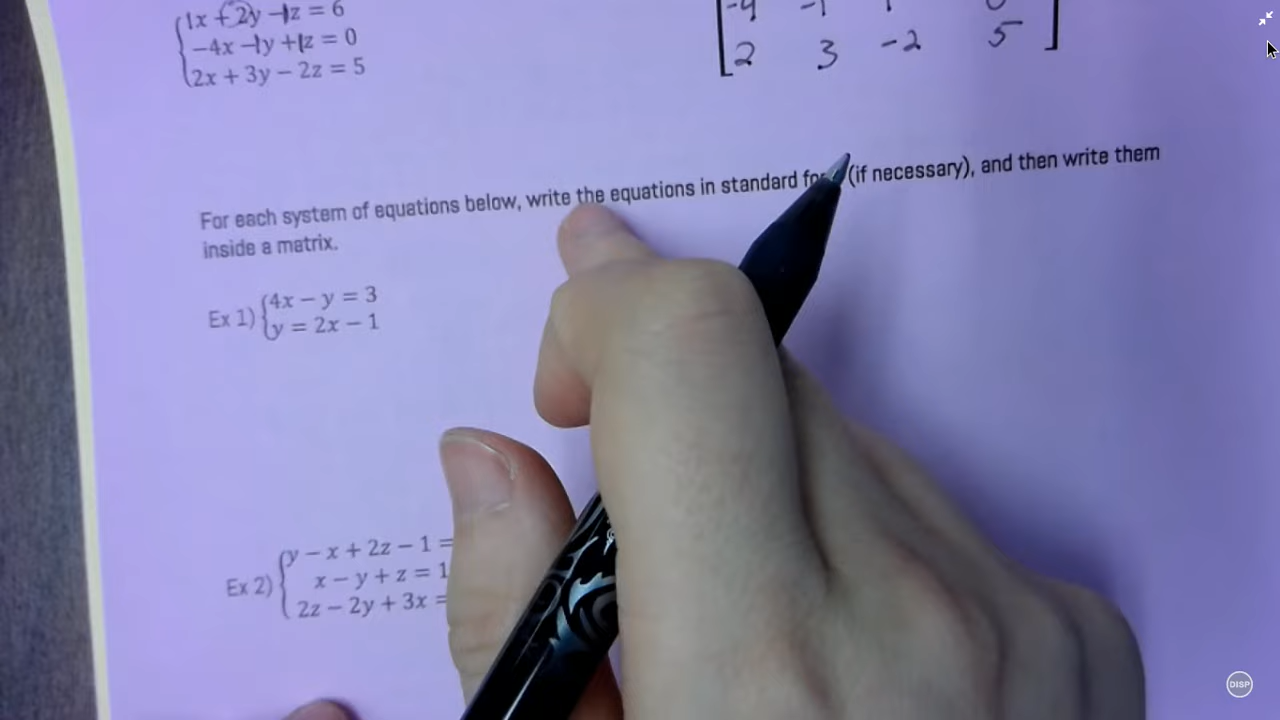 1x + 2y - 1z = 6
-4x - 1y + 1z = 0
2x + 3y - 2z = 5
-4 -1 1 0
2 3 -2 5
For each system of equations below, write the equations in standard (if necessary), and then write them
inside a matrix.
Ex 1) 4x - y = 3
y = 2x - 1
Ex 2) y - x + 2z - 1 =
x - y + z = 1
2z - 2y + 3x =
DISP